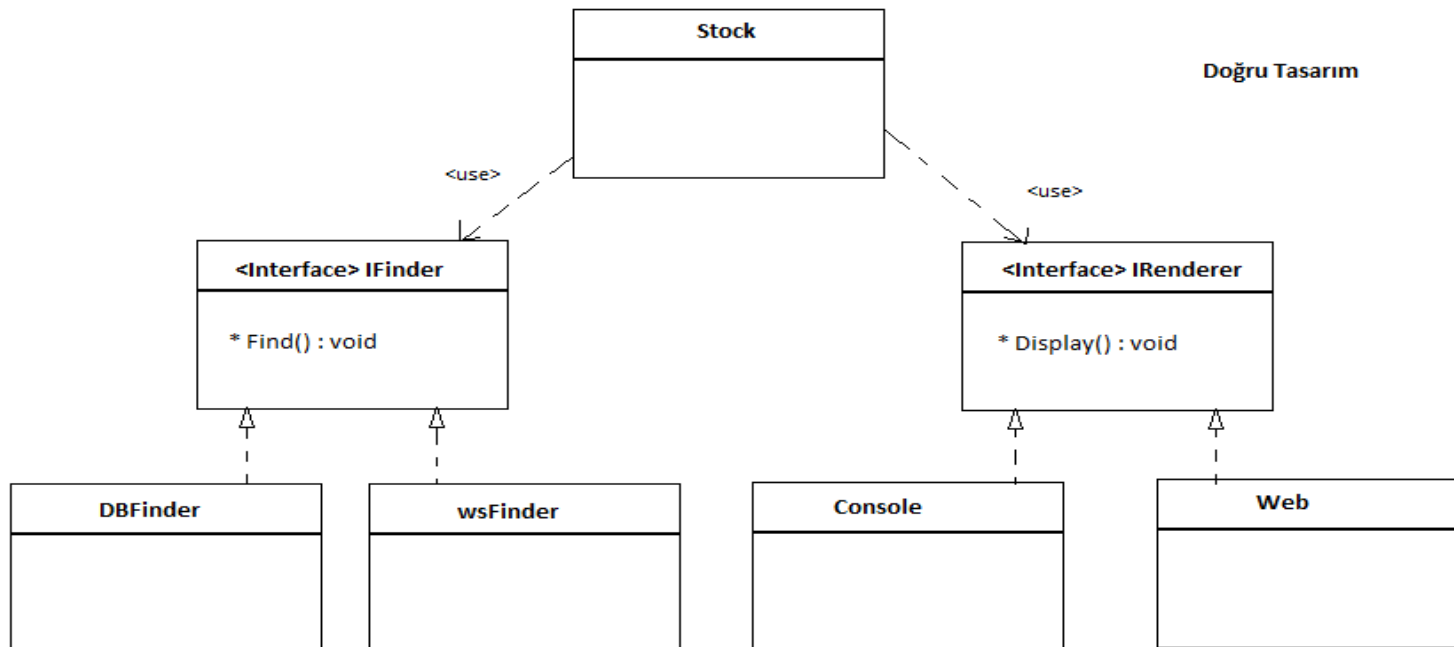 Stock
Doğru Tasarım
<use>
<use>
<Interface> IFinder
* Find() : void
<Interface> IRenderer
* Display() : void
DBFinder
wsFinder
Console
Web